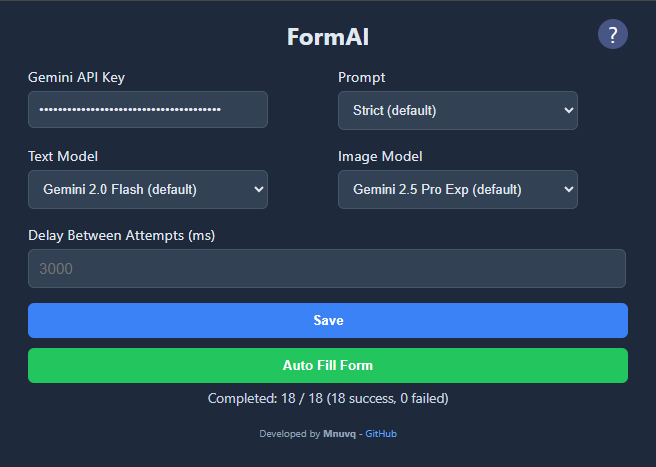 FormAI
?
Gemini API Key
Prompt
••••••••••••••••••••••••••••••••••••••
Strict (default)
Text Model
Image Model
Gemini 2.0 Flash (default)
Gemini 2.5 Pro Exp (default)
Delay Between Attempts (ms)
3000
Save
Auto Fill Form
Completed: 18 / 18 (18 success, 0 failed)
Developed by Mnuvq - GitHub